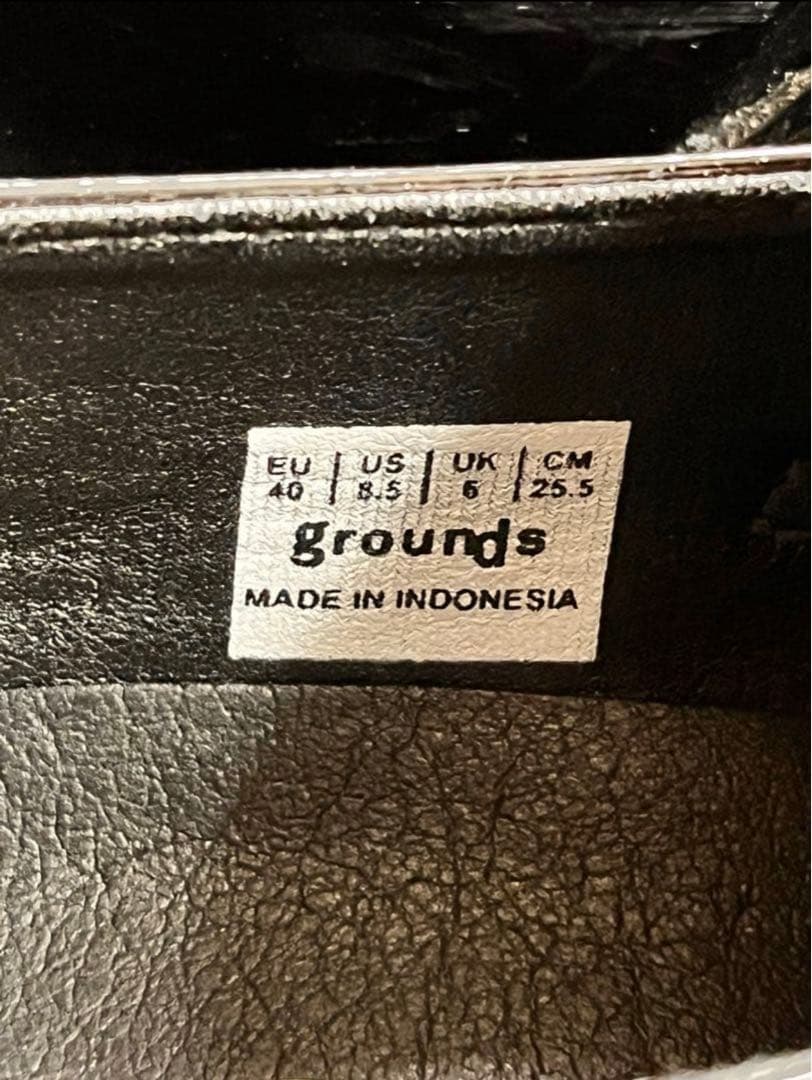 EU | US | UK | CM
40 | 8.5 | 6 | 25.5
grounds
MADE IN INDONESIA